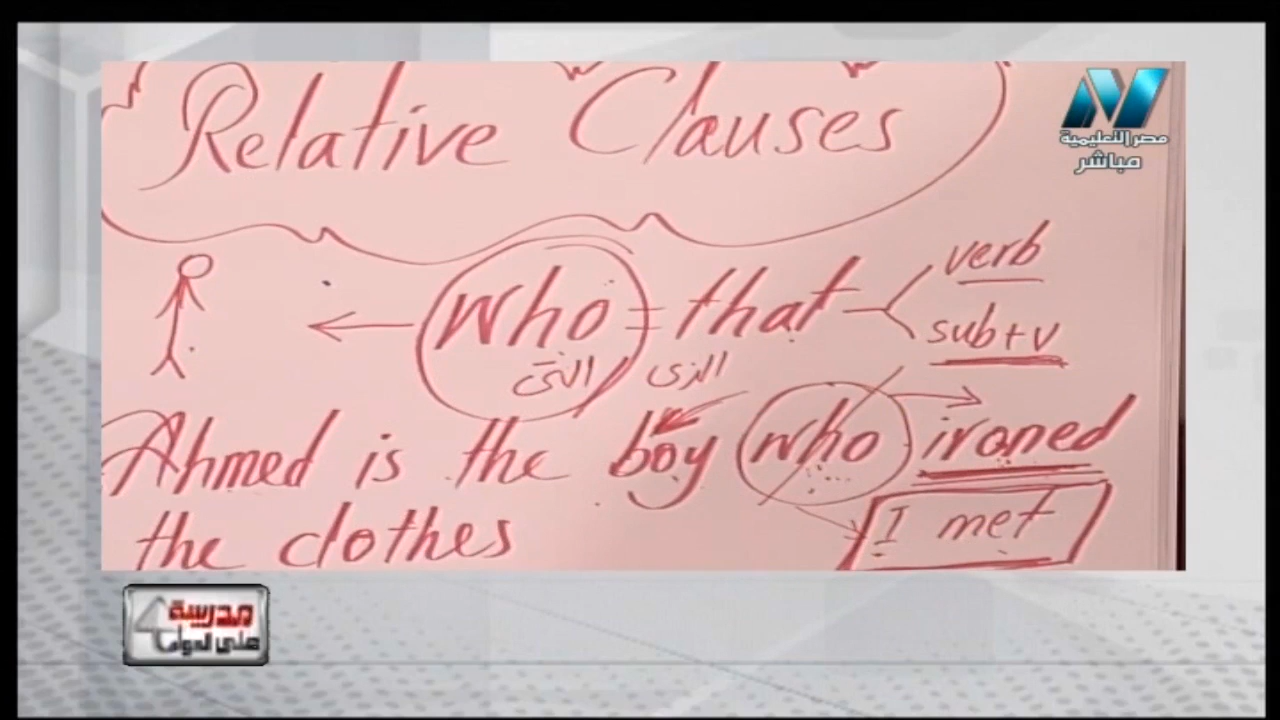 Relative Clauses
مصر التعليمية
مباشر
who = that
verb
sub + v
التى / الذى
Ahmed is the boy who ironed
I met
the clothes
مدرسة
على الهواء